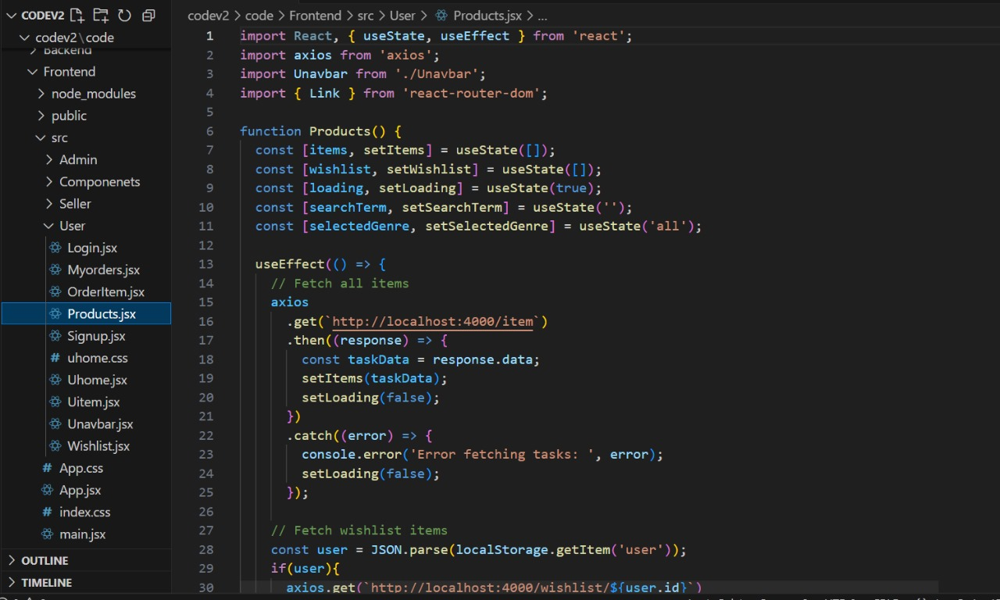 CODEV2
codev2\code
Backend
Frontend
node_modules
public
src
Admin
Componenets
Seller
User
Login.jsx
Myorders.jsx
OrderItem.jsx
Products.jsx
Signup.jsx
# uhome.css
Uhome.jsx
Uitem.jsx
Unavbar.jsx
Wishlist.jsx
# App.css
App.jsx
# index.css
main.jsx
OUTLINE
TIMELINE
codev2 > code > Frontend > src > User > Products.jsx > ...
1 import React, { useState, useEffect } from 'react';
2 import axios from 'axios';
3 import Unavbar from './Unavbar';
4 import { Link } from 'react-router-dom';
5
6 function Products() {
7 const [items, setItems] = useState([]);
8 const [wishlist, setWishlist] = useState([]);
9 const [loading, setLoading] = useState(true);
10 const [searchTerm, setSearchTerm] = useState('');
11 const [selectedGenre, setSelectedGenre] = useState('all');
12
13 useEffect(() => {
14 // Fetch all items
15 axios
16 .get(`http://localhost:4000/item`)
17 .then((response) => {
18 const taskData = response.data;
19 setItems(taskData);
20 setLoading(false);
21 })
22 .catch((error) => {
23 console.error('Error fetching tasks: ', error);
24 setLoading(false);
25 });
26
27 // Fetch wishlist items
28 const user = JSON.parse(localStorage.getItem('user'));
29 if(user){
30 axios.get(`http://localhost:4000/wishlist/${user.id}`)